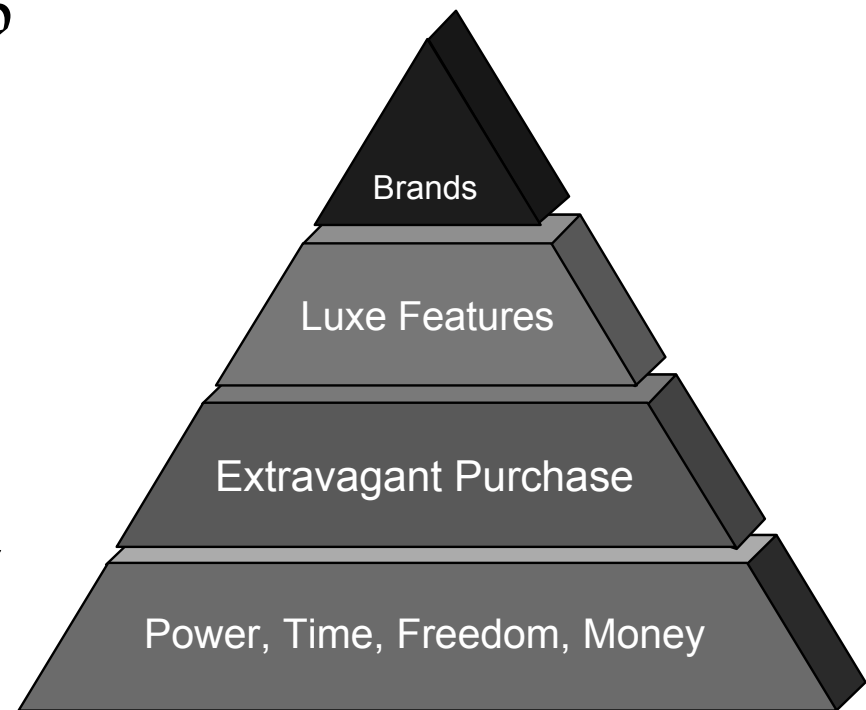 Brands
Luxe Features
Extravagant Purchase
Power, Time, Freedom, Money